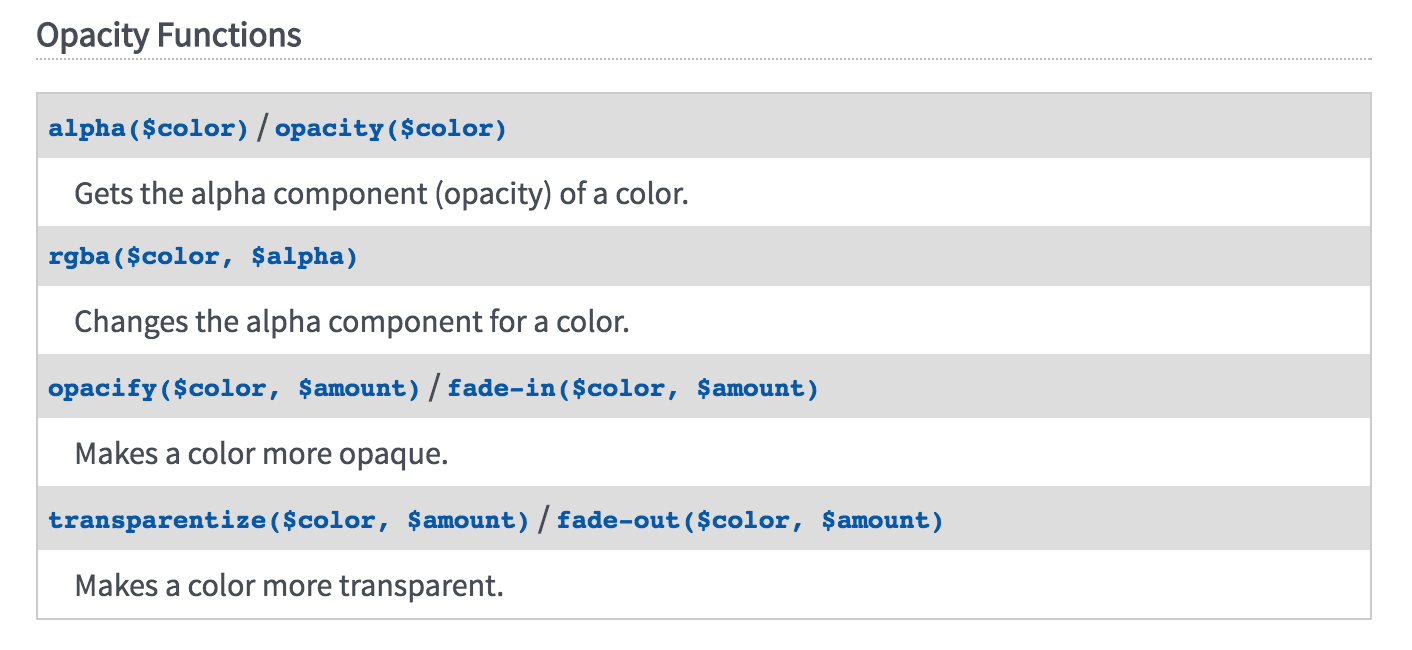 Opacity Functions
alpha($color) / opacity($color)
Gets the alpha component (opacity) of a color.
rgba($color, $alpha)
Changes the alpha component for a color.
opacify($color, $amount) / fade-in($color, $amount)
Makes a color more opaque.
transparentize($color, $amount) / fade-out($color, $amount)
Makes a color more transparent.